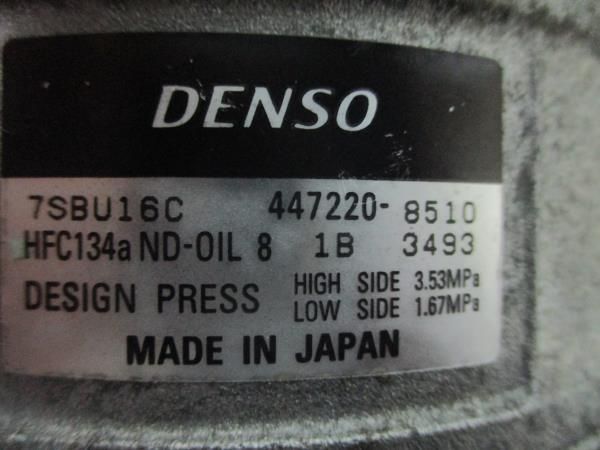 DENSO
7SBU16C 447220-8510
HFC134a ND-OIL 8 1B 3493
DESIGN PRESS HIGH SIDE 3.53MPa
LOW SIDE 1.67MPa
MADE IN JAPAN